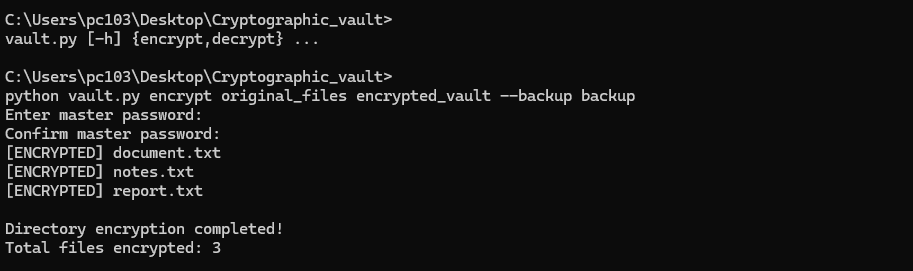 C:\Users\pc103\Desktop\Cryptographic_vault>
vault.py [-h] {encrypt,decrypt} ...
C:\Users\pc103\Desktop\Cryptographic_vault>
python vault.py encrypt original_files encrypted_vault --backup backup
Enter master password:
Confirm master password:
[ENCRYPTED] document.txt
[ENCRYPTED] notes.txt
[ENCRYPTED] report.txt
Directory encryption completed!
Total files encrypted: 3